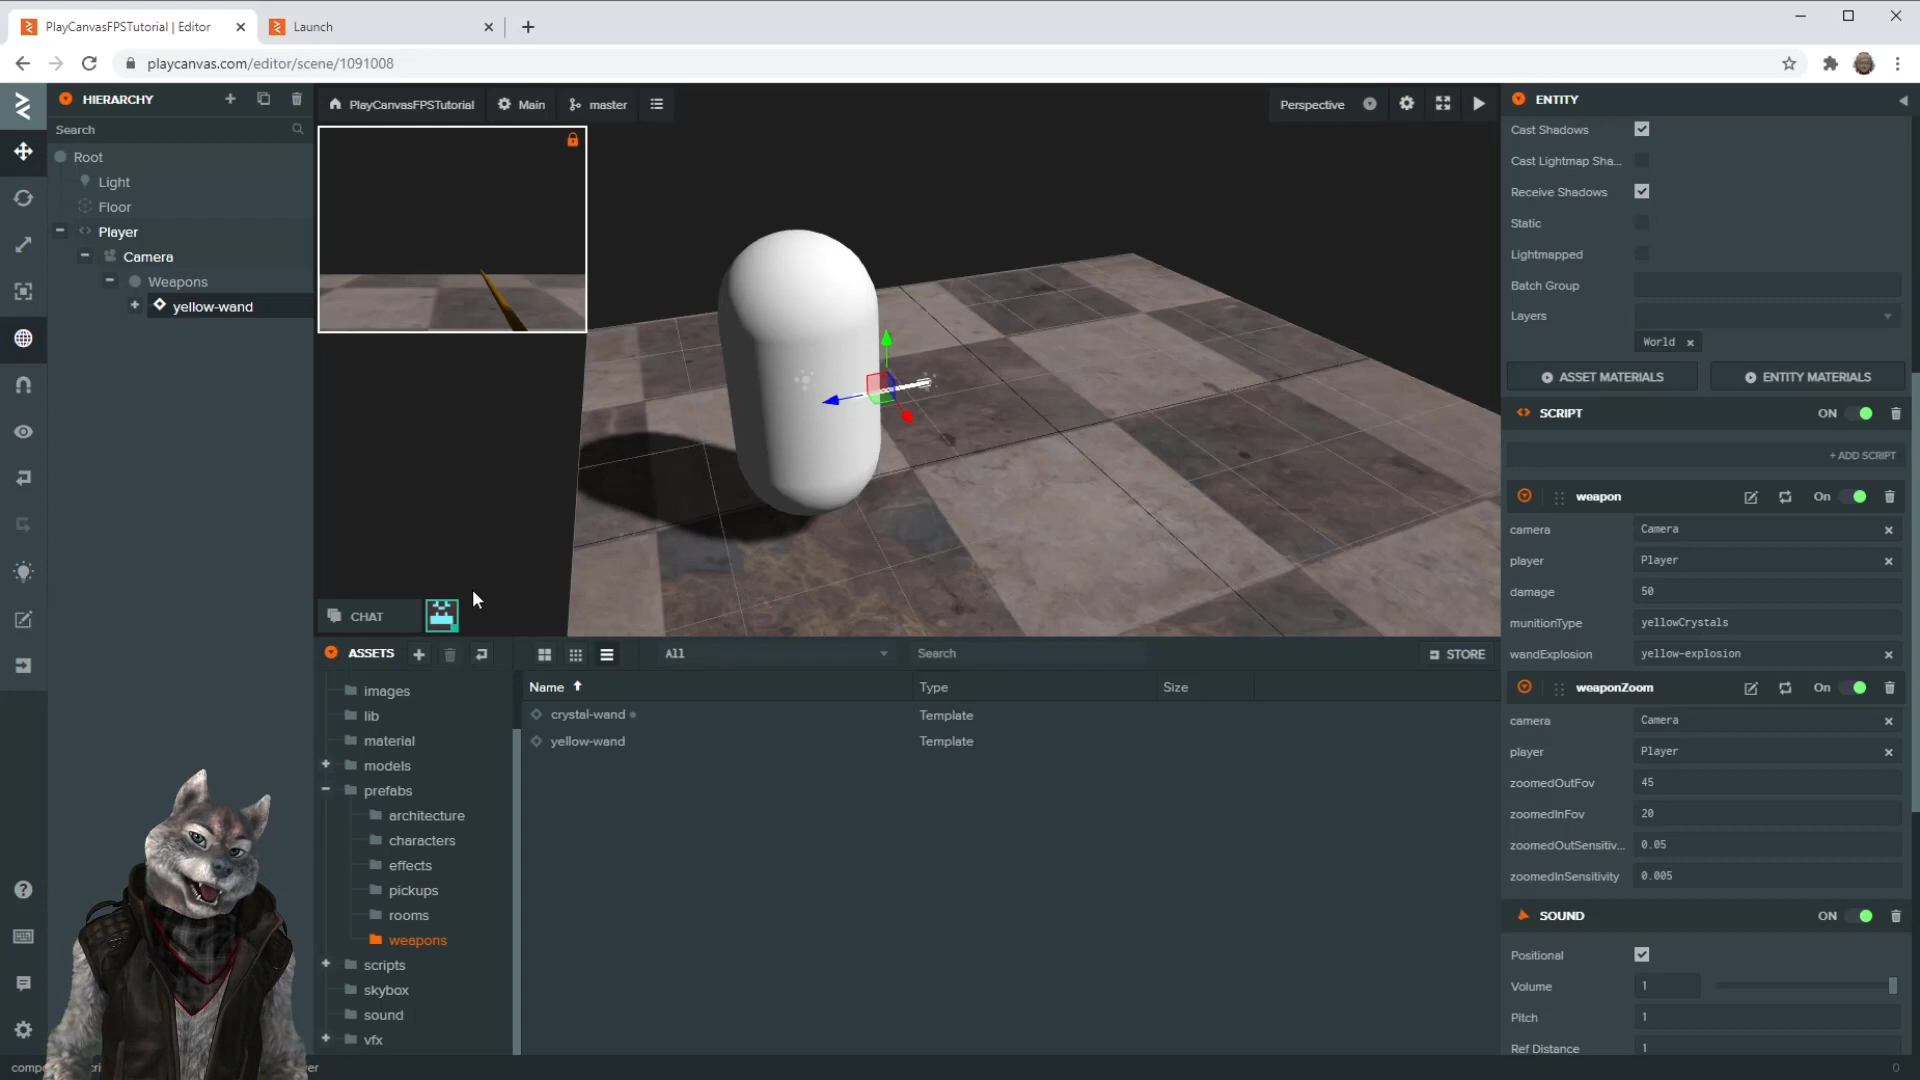 PlayCanvasFPSTutorial | Editor
Launch
playcanvas.com/editor/scene/1091008
HIERARCHY
Search
Root
Light
Floor
Player
Camera
Weapons
yellow-wand
PlayCanvasFPSTutorial
Main
master
Perspective
CHAT
ENTITY
Cast Shadows
Cast Lightmap Sha...
Receive Shadows
Static
Lightmapped
Batch Group
Layers
World
ASSET MATERIALS
ENTITY MATERIALS
SCRIPT
ON
+ ADD SCRIPT
weapon
On
camera
Camera
player
Player
damage
50
munitionType
yellowCrystals
wandExplosion
yellow-explosion
weaponZoom
On
camera
Camera
player
Player
zoomedOutFov
45
zoomedInFov
20
zoomedOutSensitiv...
0.05
zoomedInSensitivity
0.005
SOUND
ON
Positional
Volume
1
Pitch
1
Ref Distance
1
ASSETS
All
Search
STORE
images
lib
material
models
prefabs
architecture
characters
effects
pickups
rooms
weapons
scripts
skybox
sound
vfx
Name
Type
Size
crystal-wand
Template
yellow-wand
Template
0